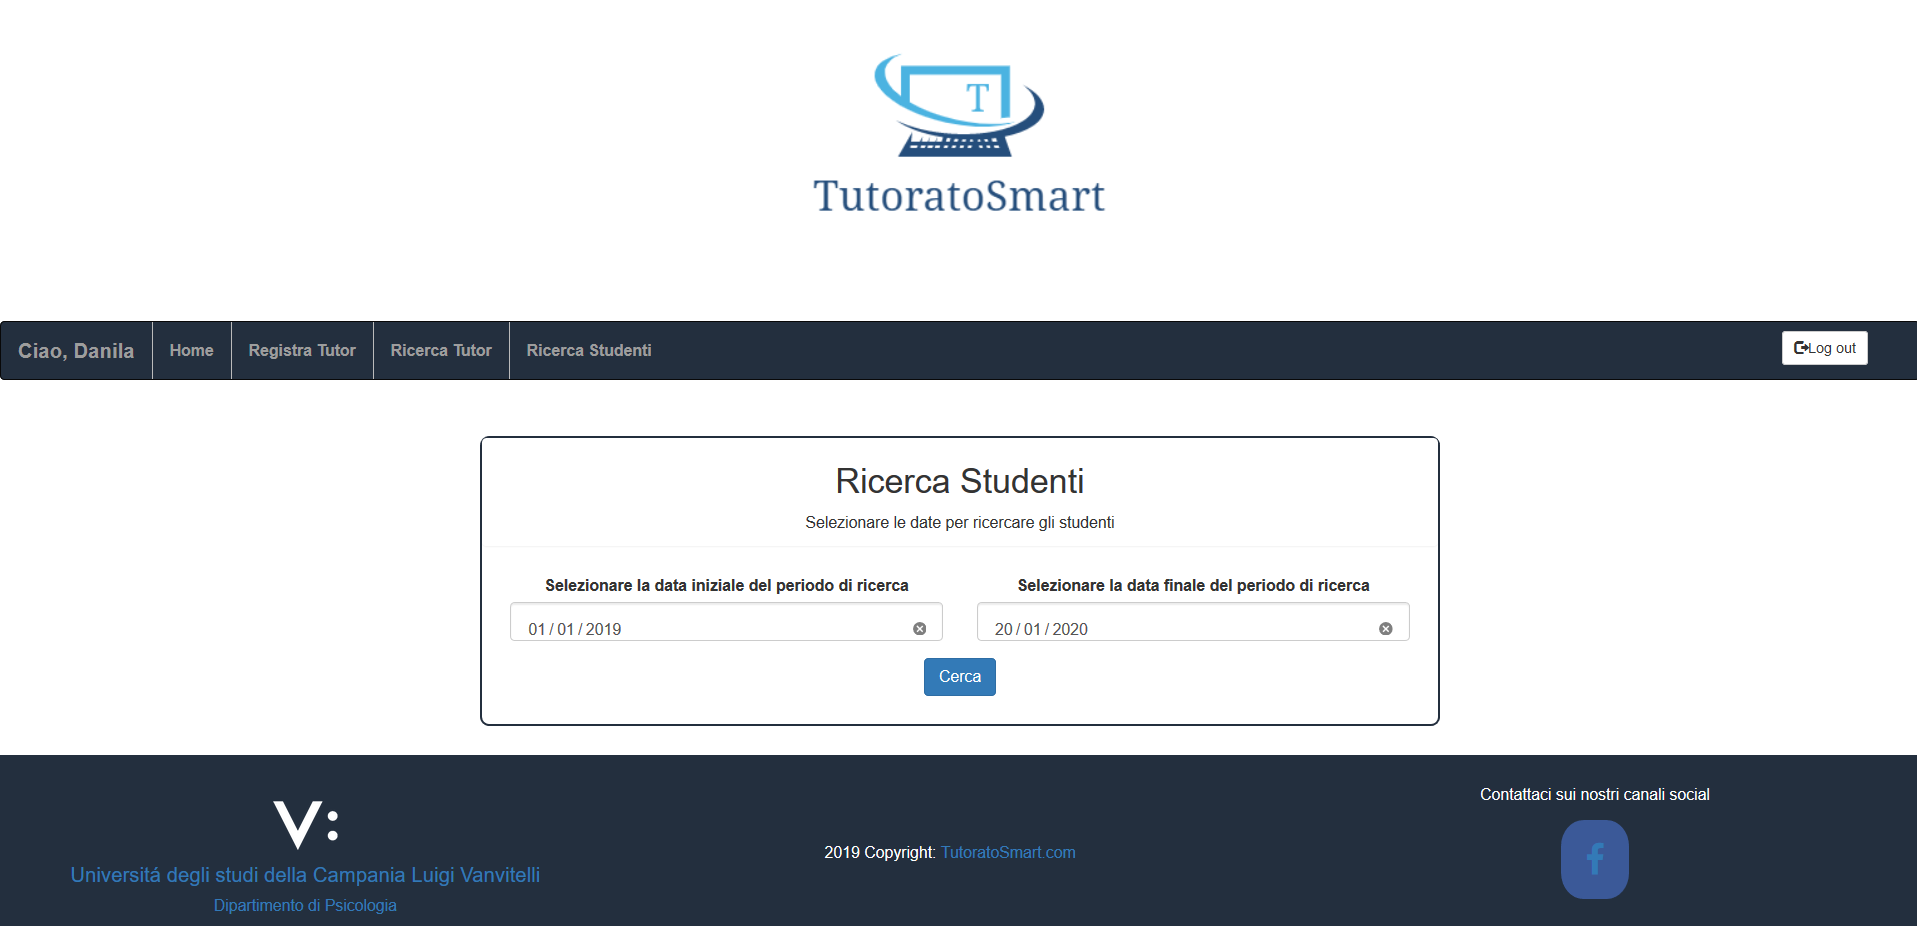 T
TutoratoSmart
Ciao, Danila
Home
Registra Tutor
Ricerca Tutor
Ricerca Studenti
Log out
Ricerca Studenti
Selezionare le date per ricercare gli studenti
Selezionare la data iniziale del periodo di ricerca
01 / 01 / 2019
Selezionare la data finale del periodo di ricerca
20 / 01 / 2020
Cerca
V:
Universitá degli studi della Campania Luigi Vanvitelli
Dipartimento di Psicologia
2019 Copyright: TutoratoSmart.com
Contattaci sui nostri canali social
f